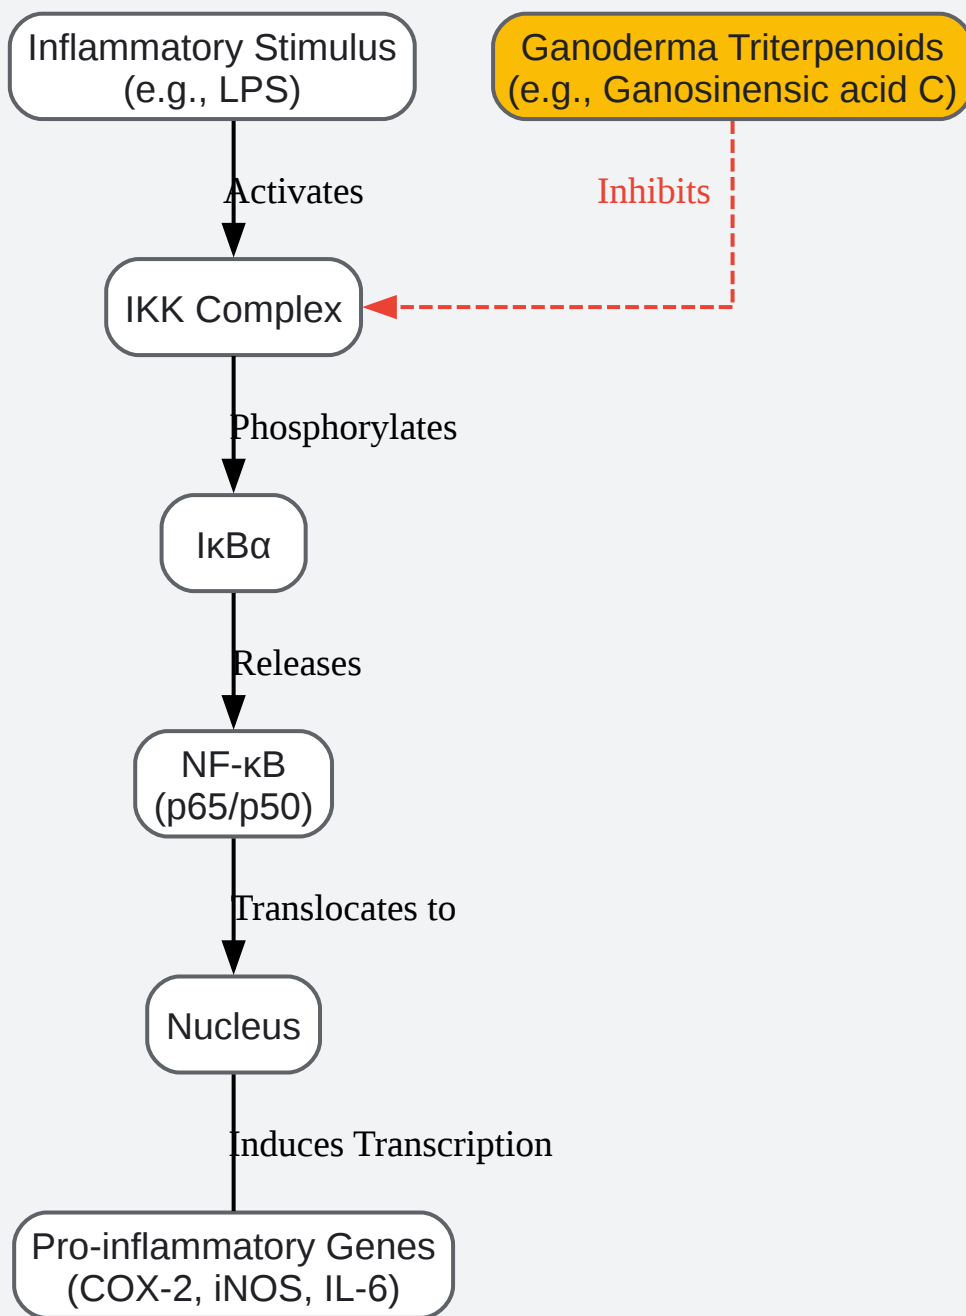 Inflammatory Stimulus
(e.g., LPS)
Ganoderma Triterpenoids
(e.g., Ganosinensic acid C)
Activates
Inhibits
IKK Complex
Phosphorylates
IκBα
Releases
NF-κB
(p65/p50)
Translocates to
Nucleus
Induces Transcription
Pro-inflammatory Genes
(COX-2, iNOS, IL-6)